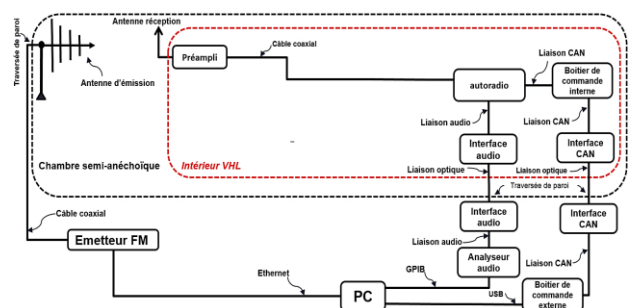 Traversée de paroi
Antenne réception
Antenne d'émission
Préampli
Câble coaxial
autoradio
Liaison CAN
Boitier de
commande
interne
Liaison audio
Liaison CAN
Interface
audio
Interface
CAN
Chambre semi-anéchoïque
Intérieur VHL
Liaison optique
Liaison optique
Traversée de paroi
Câble coaxial
Interface
audio
Interface
CAN
Emetteur FM
Liaison audio
Analyseur
audio
Liaison CAN
Ethernet
GPIB
PC
USB
Boitier de
commande
externe